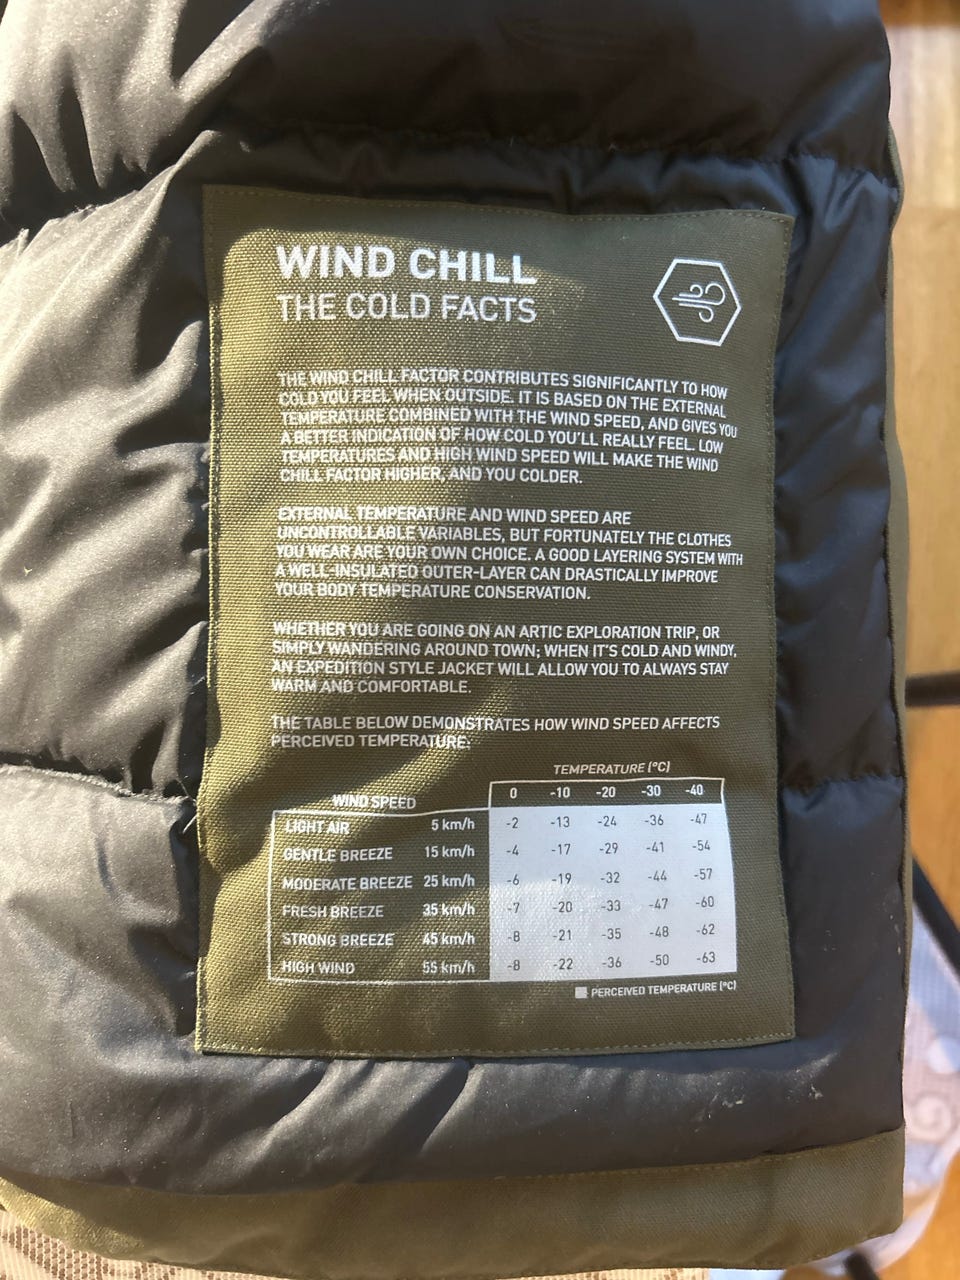 WIND CHILL
THE COLD FACTS
THE WIND CHILL FACTOR CONTRIBUTES SIGNIFICANTLY TO HOW
COLD YOU FEEL WHEN OUTSIDE. IT IS BASED ON THE EXTERNAL
TEMPERATURE COMBINED WITH THE WIND SPEED, AND GIVES YOU
A BETTER INDICATION OF HOW COLD YOU'LL REALLY FEEL. LOW
TEMPERATURES AND HIGH WIND SPEED WILL MAKE THE WIND
CHILL FACTOR HIGHER, AND YOU COLDER.
EXTERNAL TEMPERATURE AND WIND SPEED ARE
UNCONTROLLABLE VARIABLES, BUT FORTUNATELY THE CLOTHES
YOU WEAR ARE YOUR OWN CHOICE. A GOOD LAYERING SYSTEM WITH
A WELL-INSULATED OUTER-LAYER CAN DRASTICALLY IMPROVE
YOUR BODY TEMPERATURE CONSERVATION.
WHETHER YOU ARE GOING ON AN ARTIC EXPLORATION TRIP, OR
SIMPLY WANDERING AROUND TOWN; WHEN IT'S COLD AND WINDY,
AN EXPEDITION STYLE JACKET WILL ALLOW YOU TO ALWAYS STAY
WARM AND COMFORTABLE.
THE TABLE BELOW DEMONSTRATES HOW WIND SPEED AFFECTS
PERCEIVED TEMPERATURE:
TEMPERATURE (°C)
WIND SPEED 0 -10 -20 -30 -40
LIGHT AIR 5 km/h -2 -13 -24 -36 -47
GENTLE BREEZE 15 km/h -4 -17 -29 -41 -54
MODERATE BREEZE 25 km/h -6 -19 -32 -44 -57
FRESH BREEZE 35 km/h -7 -20 -33 -47 -60
STRONG BREEZE 45 km/h -8 -21 -35 -48 -62
HIGH WIND 55 km/h -8 -22 -36 -50 -63
PERCEIVED TEMPERATURE (°C)